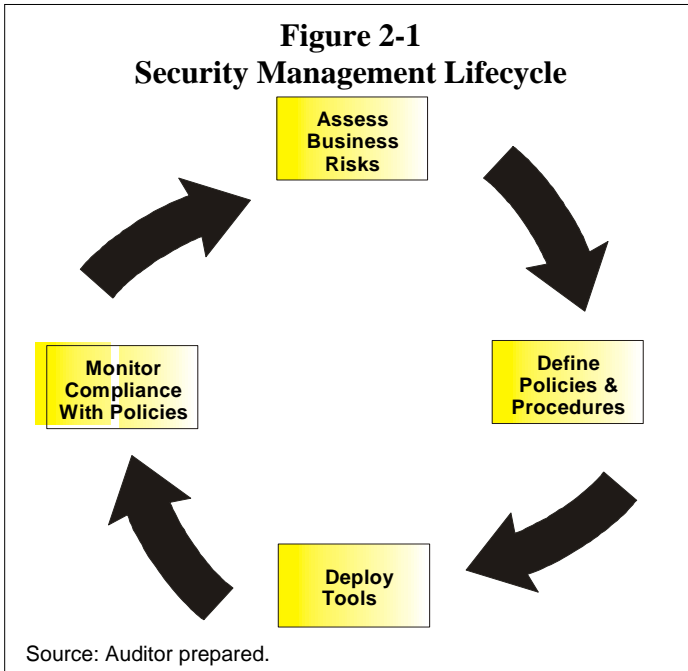 Figure 2-1
Security Management Lifecycle
Assess
Business
Risks
Define
Policies &
Procedures
Deploy
Tools
Monitor
Compliance
With Policies
Source: Auditor prepared.